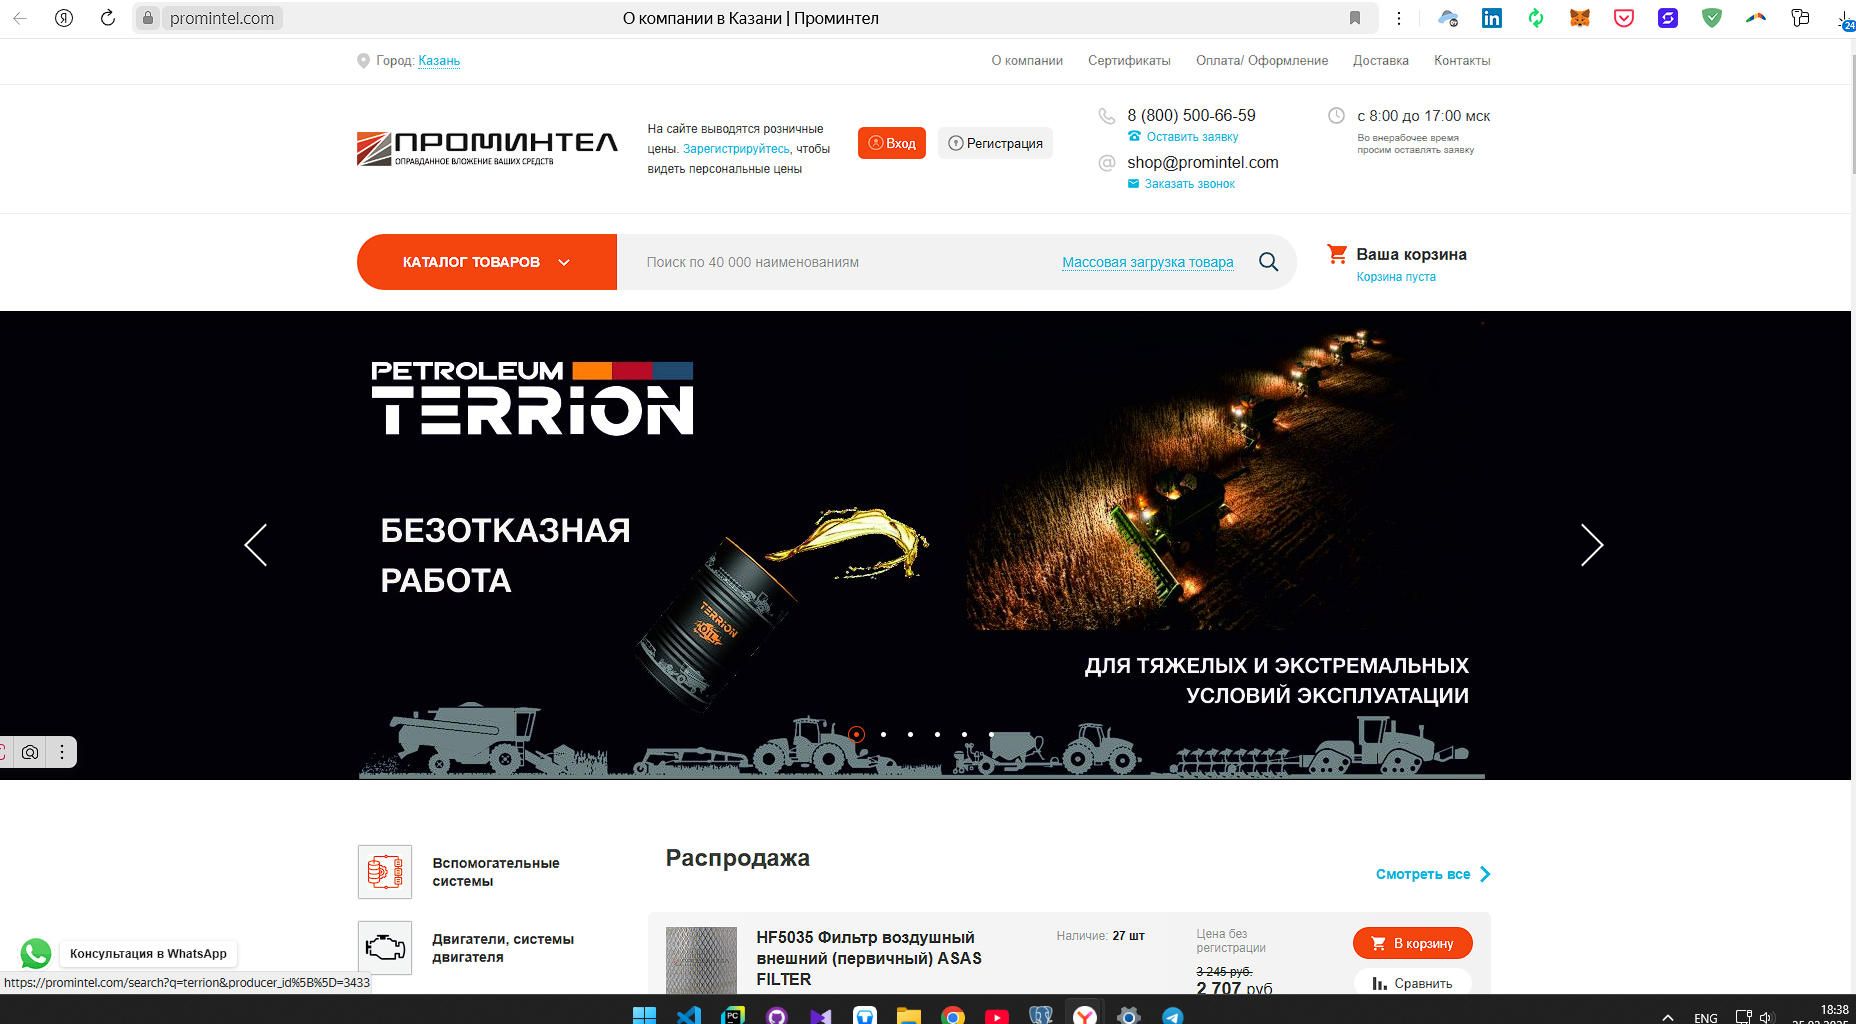 promintel.com
О компании в Казани | Проминтел
24
Город: Казань
О компании
Сертификаты
Оплата/ Оформление
Доставка
Контакты
ПРОМИНТЕЛ
ОПРАВДАННОЕ ВЛОЖЕНИЕ ВАШИХ СРЕДСТВ
На сайте выводятся розничные
цены. Зарегистрируйтесь, чтобы
видеть персональные цены
Вход
Регистрация
8 (800) 500-66-59
Оставить заявку
shop@promintel.com
Заказать звонок
с 8:00 до 17:00 мск
Во внерабочее время
просим оставлять заявку
КАТАЛОГ ТОВАРОВ
Поиск по 40 000 наименованиям
Массовая загрузка товара
Ваша корзина
Корзина пуста
PETROLEUM
TERRION
БЕЗОТКАЗНАЯ
РАБОТА
TERRION
OIL
ДЛЯ ТЯЖЕЛЫХ И ЭКСТРЕМАЛЬНЫХ
УСЛОВИЙ ЭКСПЛУАТАЦИИ
Вспомогательные
системы
Двигатели, системы
двигателя
Распродажа
Смотреть все
HF5035 Фильтр воздушный
внешний (первичный) ASAS
FILTER
Наличие: 27 шт
Цена без
регистрации
3 245 руб.
2 707 руб
В корзину
Сравнить
Консультация в WhatsApp
https://promintel.com/search?q=terrion&producer_id%5B%5D=3433
PC
ENG
18:38